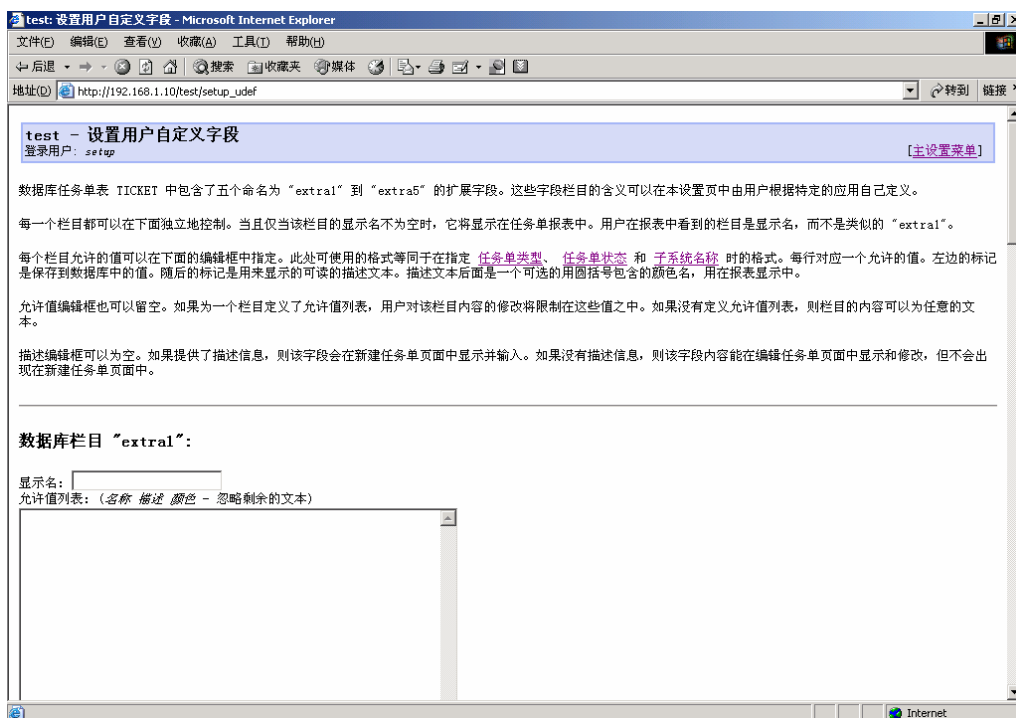 test: 设置用户自定义字段 - Microsoft Internet Explorer
文件(F) 编辑(E) 查看(V) 收藏(A) 工具(T) 帮助(H)
后退 搜索 收藏夹 媒体
地址(D) http://192.168.1.10/test/setup_udef 转到 链接 »
test - 设置用户自定义字段
登录用户: setup [主设置菜单]
数据库任务单表 TICKET 中包含了五个命名为 "extra1" 到 "extra5" 的扩展字段。这些字段栏目的含义可以在本设置页中由用户根据特定的应用自己定义。
每一个栏目都可以在下面独立地控制。当且仅当该栏目的显示名不为空时，它将显示在任务单报表中。用户在报表中看到的栏目是显示名，而不是类似的 "extra1"。
每个栏目允许的值可以在下面的编辑框中指定。此处可使用的格式等同于在指定 任务单类型、 任务单状态 和 子系统名称 时的格式。每行对应一个允许的值。左边的标记
是保存到数据库中的值。随后的标记是用来显示的可读的描述文本。描述文本后面是一个可选的用圆括号包含的颜色名，用在报表显示中。
允许值编辑框也可以留空。如果为一个栏目定义了允许值列表，用户对该栏目内容的修改将限制在这些值之中。如果没有定义允许值列表，则栏目的内容可以为任意的文
本。
描述编辑框可以为空。如果提供了描述信息，则该字段会在新建任务单页面中显示并输入。如果没有描述信息，则该字段内容能在编辑任务单页面中显示和修改，但不会出
现在新建任务单页面中。
数据库栏目 "extra1":
显示名:
允许值列表: (名称 描述 颜色 - 忽略剩余的文本)
Internet